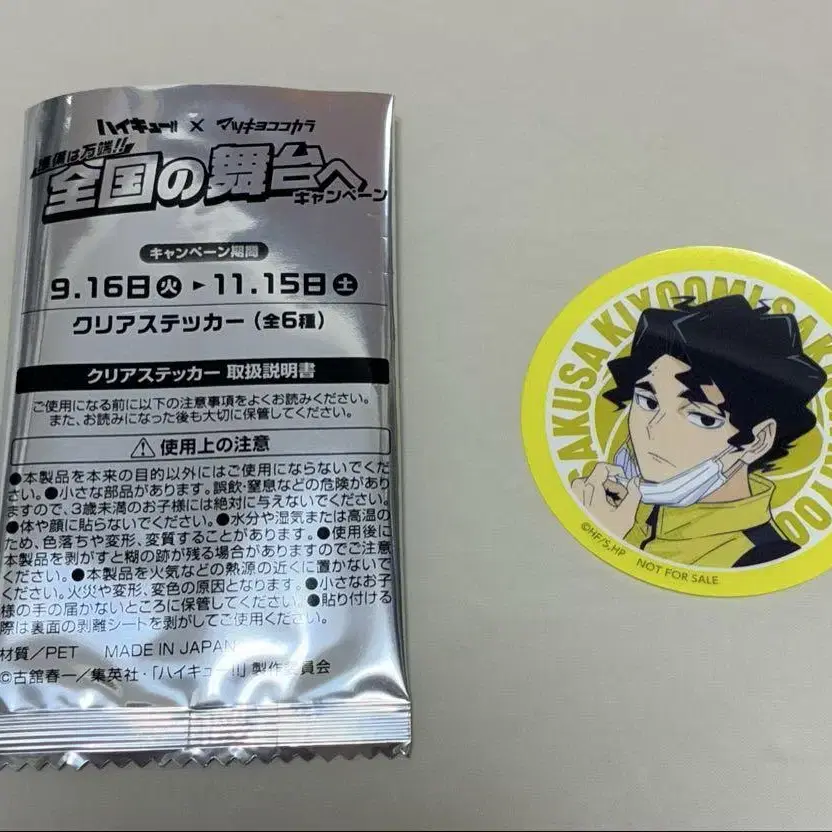 ハイキュー!! × マツキヨココカラ
準備は万端!!
全国の舞台へ
キャンペーン
キャンペーン期間
9.16日火▶11.15日土
クリアステッカー(全6種)
クリアステッカー 取扱説明書
ご使用になる前に以下の注意事項をよくお読みください。
また、お読みになった後も大切に保管してください。
⚠使用上の注意
●本製品を本来の目的以外にはご使用にならないでくだ
さい。●小さな部品があります。誤飲・窒息などの危険があり
ますので、3歳未満のお子様には絶対に与えないでください。
●体や顔に貼らないでください。●水分や湿気または高温の
ため、色落ちや変形、変質することがあります。●使用後に
本製品を剥がすと糊の跡が残る場合がありますのでご注意
ください。●本製品を火気などの熱源の近くに置かないで
ください。火災や変形、変色の原因となります。●小さなお子
様の手の届かないところに保管してください。●貼り付ける
際は裏面の剥離シートを剥がしてご使用ください。
材質/PET MADE IN JAPAN
©古舘春一/集英社・「ハイキュー!!」製作委員会
SAKUSA KIYOOMI SAKU
©HF/S,HP
NOT FOR SALE